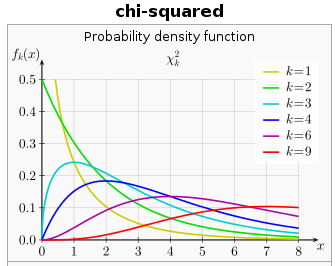 chi-squared
Probability density function
fₖ(x)
χ²ₖ
k=1
k=2
k=3
k=4
k=6
k=9
0.5
0.4
0.3
0.2
0.1
0.0
0 1 2 3 4 5 6 7 8 x